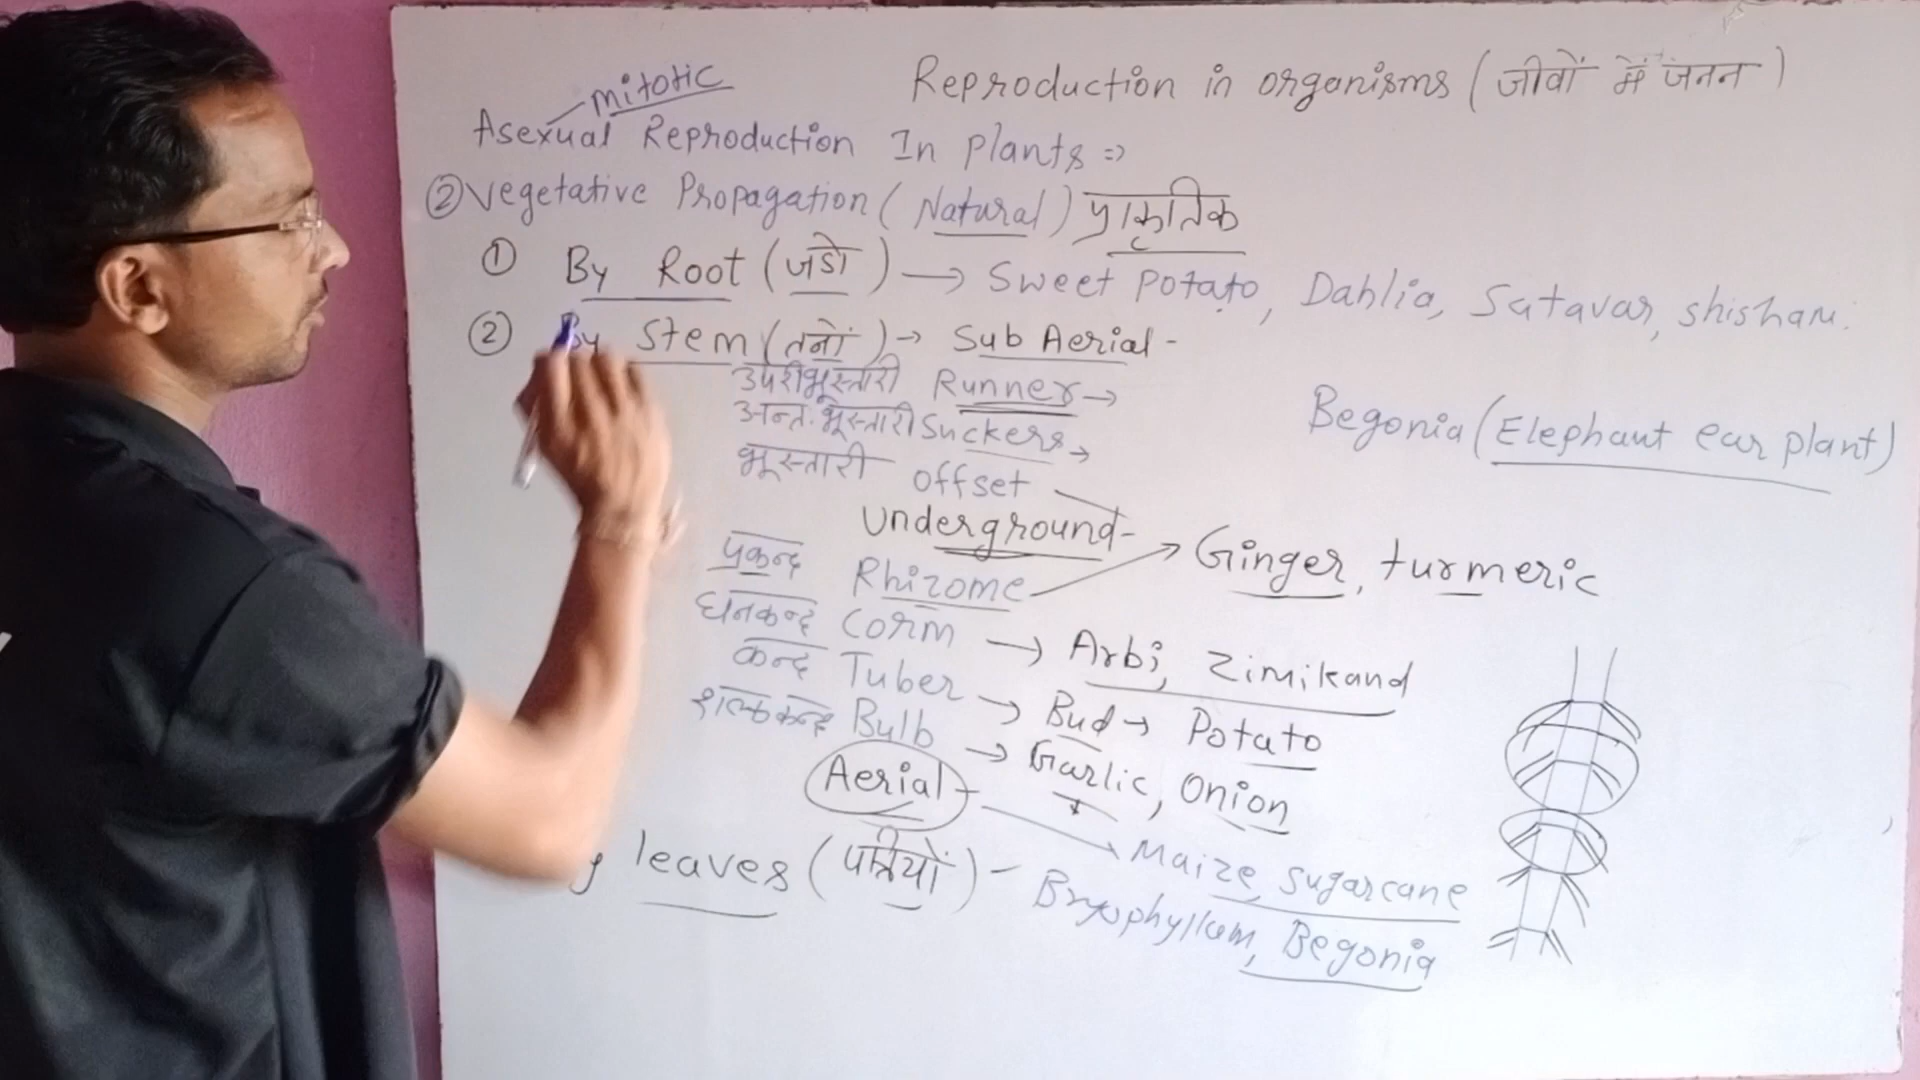 Reproduction in organisms (जीवों में जनन)
mitotic
Asexual Reproduction In plants ⇒
② Vegetative Propagation (Natural) प्राकृतिक
① By Root (जडो) → Sweet Potato, Dahlia, Satavar, shisham.
② By Stem (तनों) → Sub Aerial -
उपरीभूस्तारी Runner →
अन्तः भूस्तारी Suckers →
भूस्तारी offset
Begonia (Elephant ear plant)
Underground-
प्रकन्द Rhizome → Ginger, turmeric
घनकन्द Corm → Arbi, Zimikand
कन्द Tuber → Bud → Potato
शल्ककन्द Bulb → Garlic, Onion
Aerial → Maize, sugarcane
leaves (पत्तियों) - Bryophyllum, Begonia